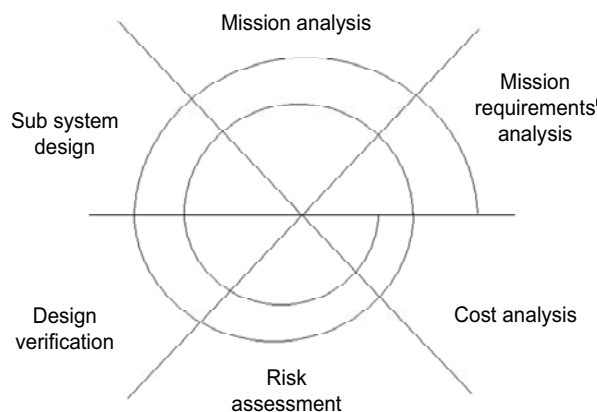 Mission analysis
Mission
requirements'
analysis
Sub system
design
Design
verification
Cost analysis
Risk
assessment